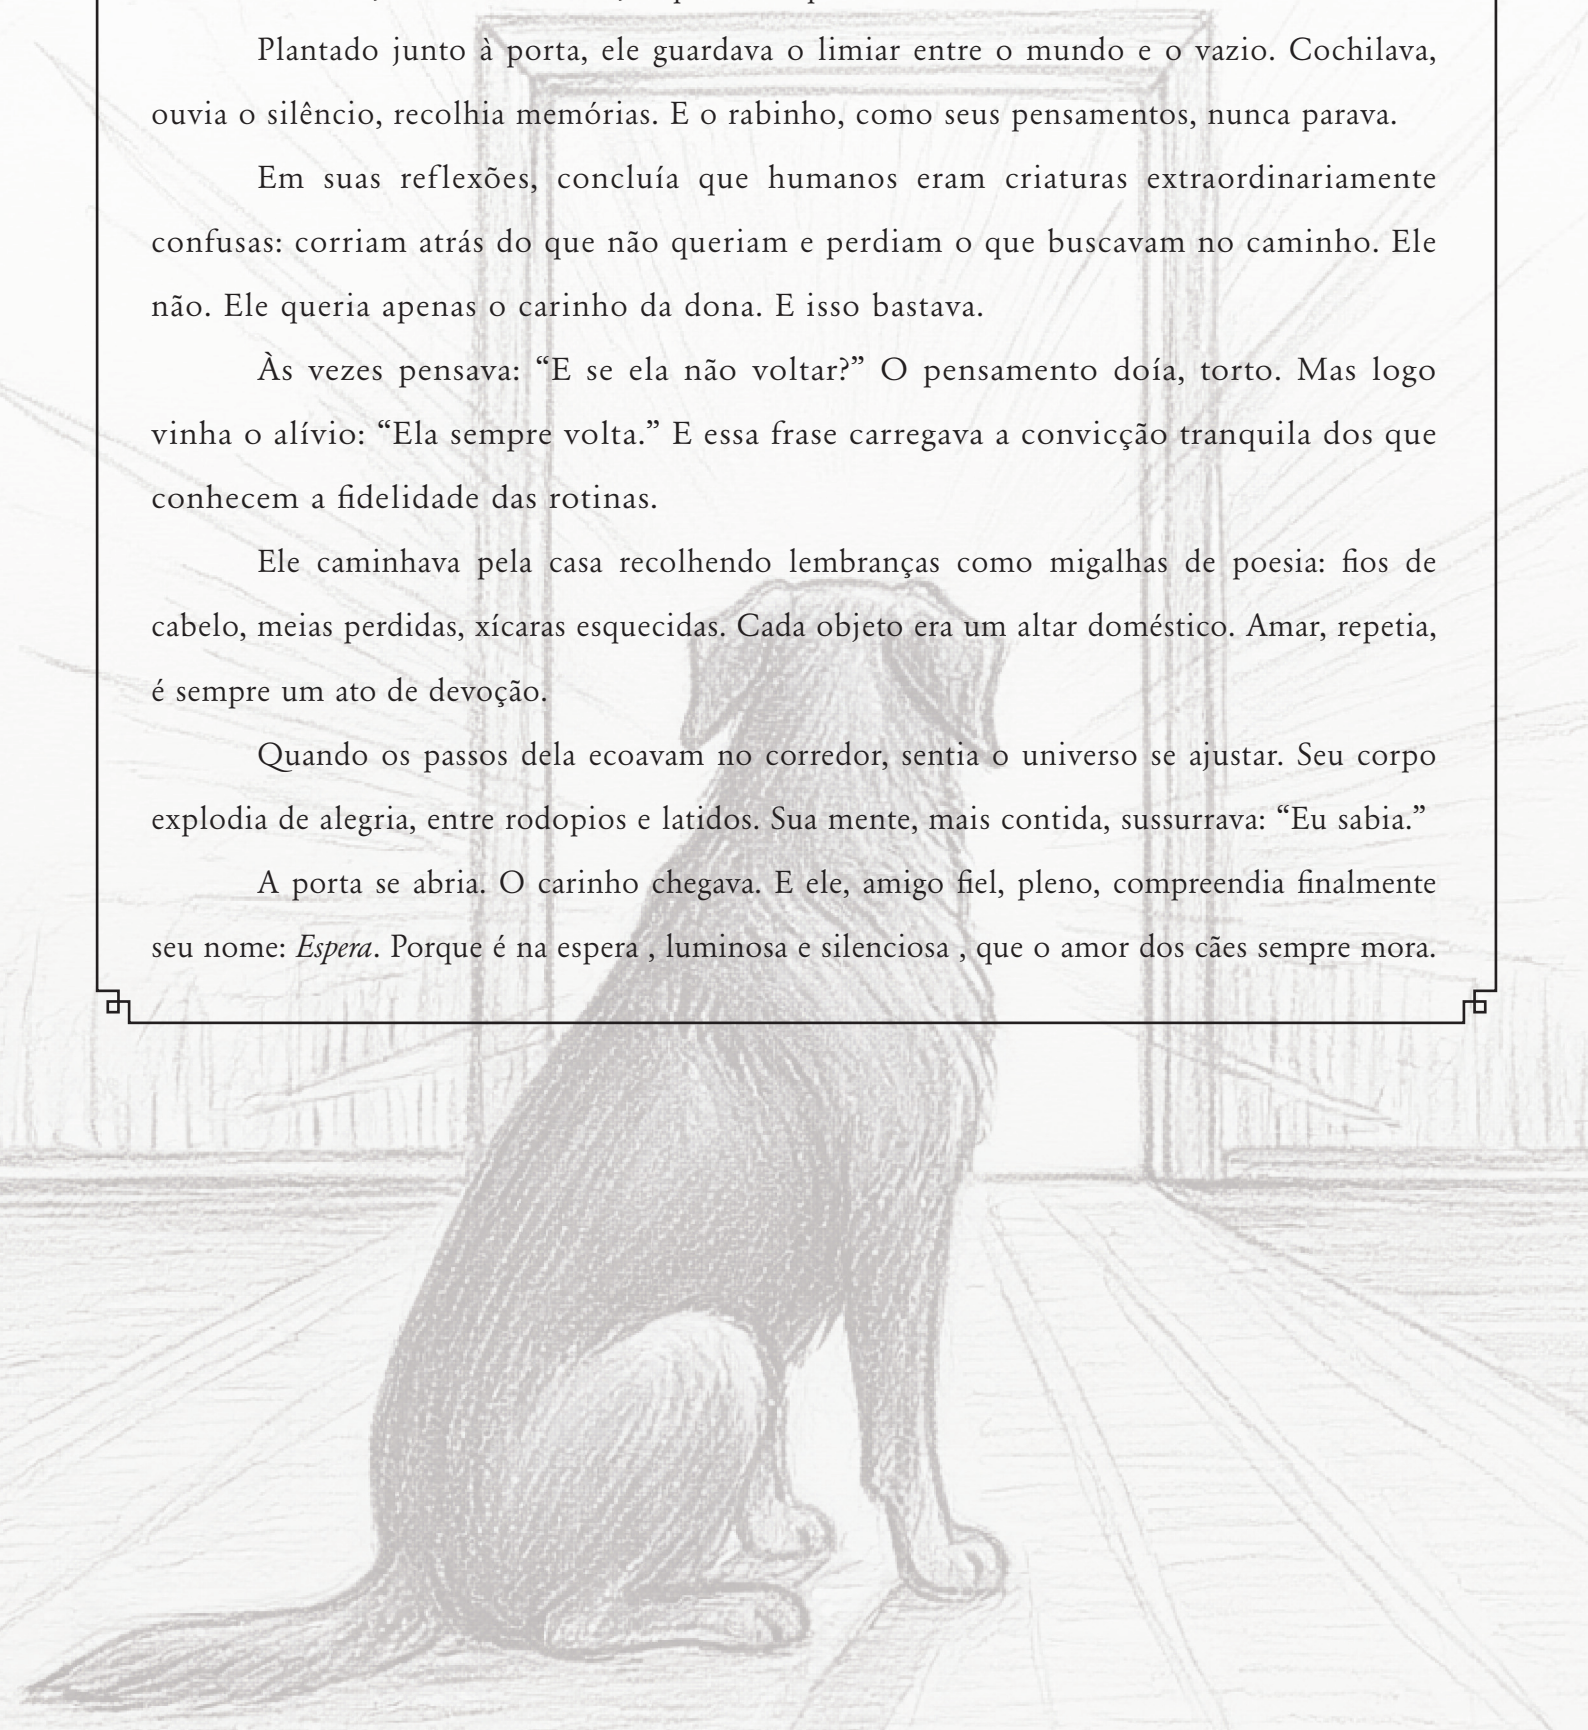 Plantado junto à porta, ele guardava o limiar entre o mundo e o vazio. Cochilava,
ouvia o silêncio, recolhia memórias. E o rabinho, como seus pensamentos, nunca parava.
Em suas reflexões, concluía que humanos eram criaturas extraordinariamente
confusas: corriam atrás do que não queriam e perdiam o que buscavam no caminho. Ele
não. Ele queria apenas o carinho da dona. E isso bastava.
Às vezes pensava: “E se ela não voltar?” O pensamento doía, torto. Mas logo
vinha o alívio: “Ela sempre volta.” E essa frase carregava a convicção tranquila dos que
conhecem a fidelidade das rotinas.
Ele caminhava pela casa recolhendo lembranças como migalhas de poesia: fios de
cabelo, meias perdidas, xícaras esquecidas. Cada objeto era um altar doméstico. Amar, repetia,
é sempre um ato de devoção.
Quando os passos dela ecoavam no corredor, sentia o universo se ajustar. Seu corpo
explodia de alegria, entre rodopios e latidos. Sua mente, mais contida, sussurrava: “Eu sabia.”
A porta se abria. O carinho chegava. E ele, amigo fiel, pleno, compreendia finalmente
seu nome: Espera. Porque é na espera , luminosa e silenciosa , que o amor dos cães sempre mora.